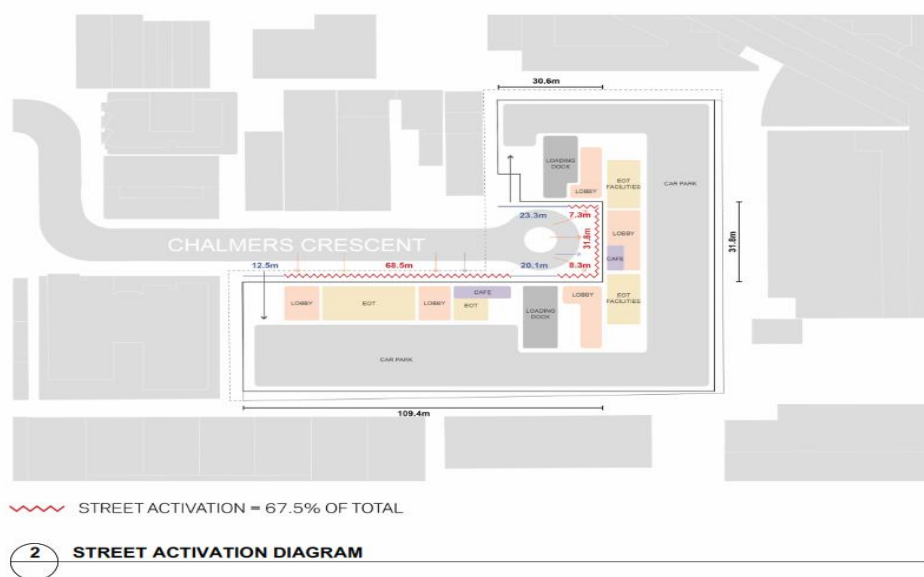 30.6m
LOADING
DOCK
LOBBY
EOT
FACILITIES
CAR PARK
23.3m
7.3m
31.8m
LOBBY
31.8m
CHALMERS CRESCENT
CAFE
12.5m
68.5m
20.1m
8.3m
LOBBY
EOT
LOBBY
CAFE
EOT
LOADING
DOCK
LOBBY
EOT
FACILITIES
CAR PARK
109.4m
STREET ACTIVATION = 67.5% OF TOTAL
2
STREET ACTIVATION DIAGRAM